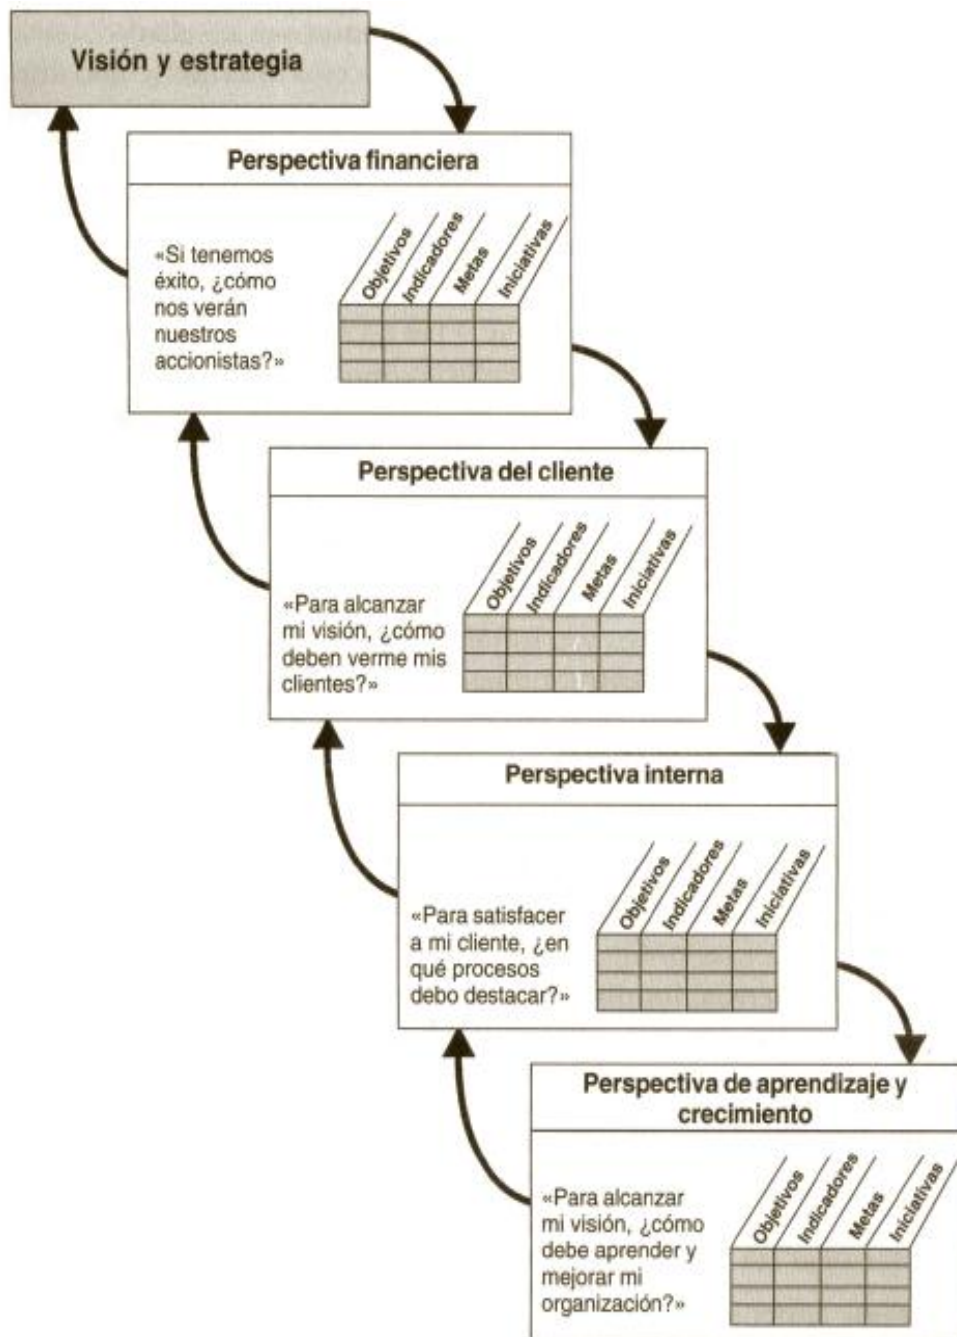 Visión y estrategia
Perspectiva financiera
«Si tenemos
éxito, ¿cómo
nos verán
nuestros
accionistas?»
Objetivos
Indicadores
Metas
Iniciativas
Perspectiva del cliente
«Para alcanzar
mi visión, ¿cómo
deben verme mis
clientes?»
Objetivos
Indicadores
Metas
Iniciativas
Perspectiva interna
«Para satisfacer
a mi cliente, ¿en
qué procesos
debo destacar?»
Objetivos
Indicadores
Metas
Iniciativas
Perspectiva de aprendizaje y
crecimiento
«Para alcanzar
mi visión, ¿cómo
debe aprender y
mejorar mi
organización?»
Objetivos
Indicadores
Metas
Iniciativas